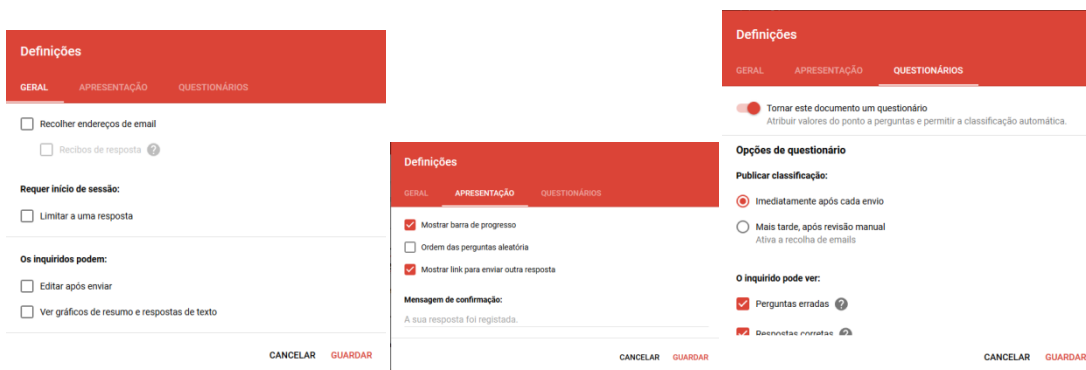 Definições
GERAL APRESENTAÇÃO QUESTIONÁRIOS
Recolher endereços de email
Recibos de resposta ?
Requer início de sessão:
Limitar a uma resposta
Os inquiridos podem:
Editar após enviar
Ver gráficos de resumo e respostas de texto
CANCELAR GUARDAR
Definições
GERAL APRESENTAÇÃO QUESTIONÁRIOS
Mostrar barra de progresso
Ordem das perguntas aleatória
Mostrar link para enviar outra resposta
Mensagem de confirmação:
A sua resposta foi registada.
CANCELAR GUARDAR
Definições
GERAL APRESENTAÇÃO QUESTIONÁRIOS
Tornar este documento um questionário
Atribuir valores do ponto a perguntas e permitir a classificação automática.
Opções de questionário
Publicar classificação:
Imediatamente após cada envio
Mais tarde, após revisão manual
Ativa a recolha de emails
O inquirido pode ver:
Perguntas erradas ?
Respostas corretas ?
CANCELAR GUARDAR